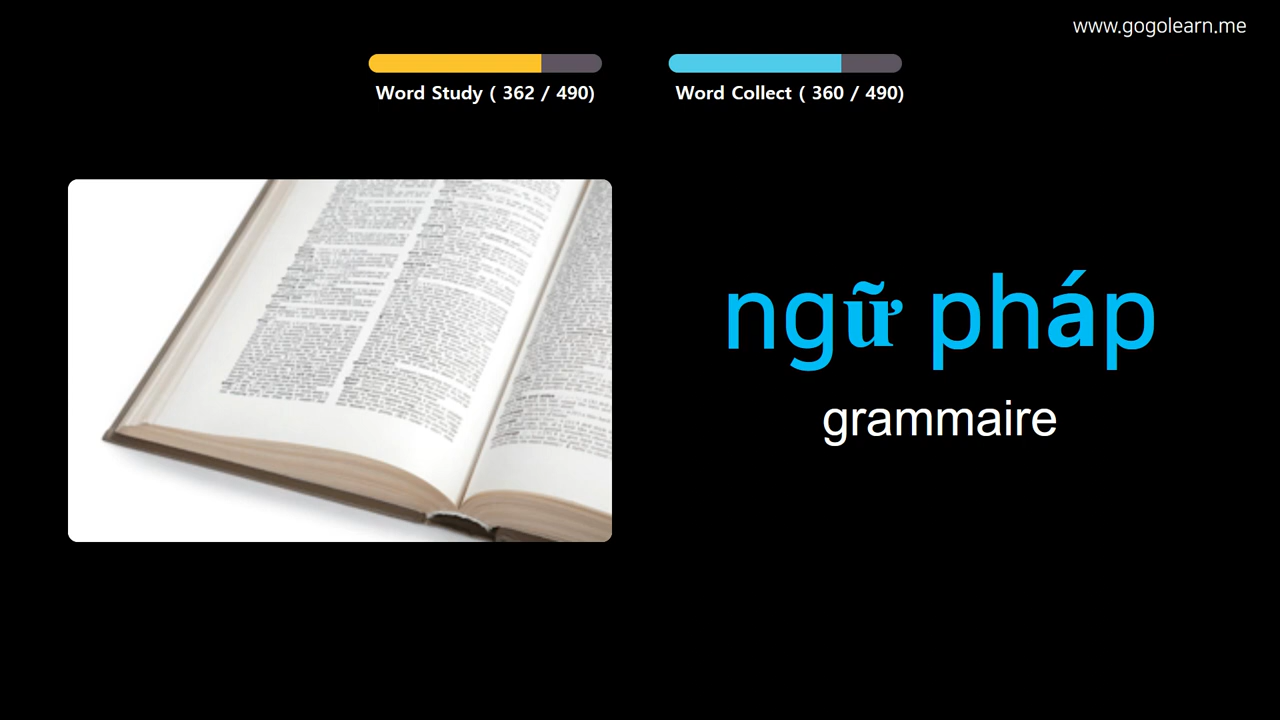 www.gogolearn.me
Word Study ( 362 / 490)
Word Collect ( 360 / 490)
ngữ pháp
grammaire